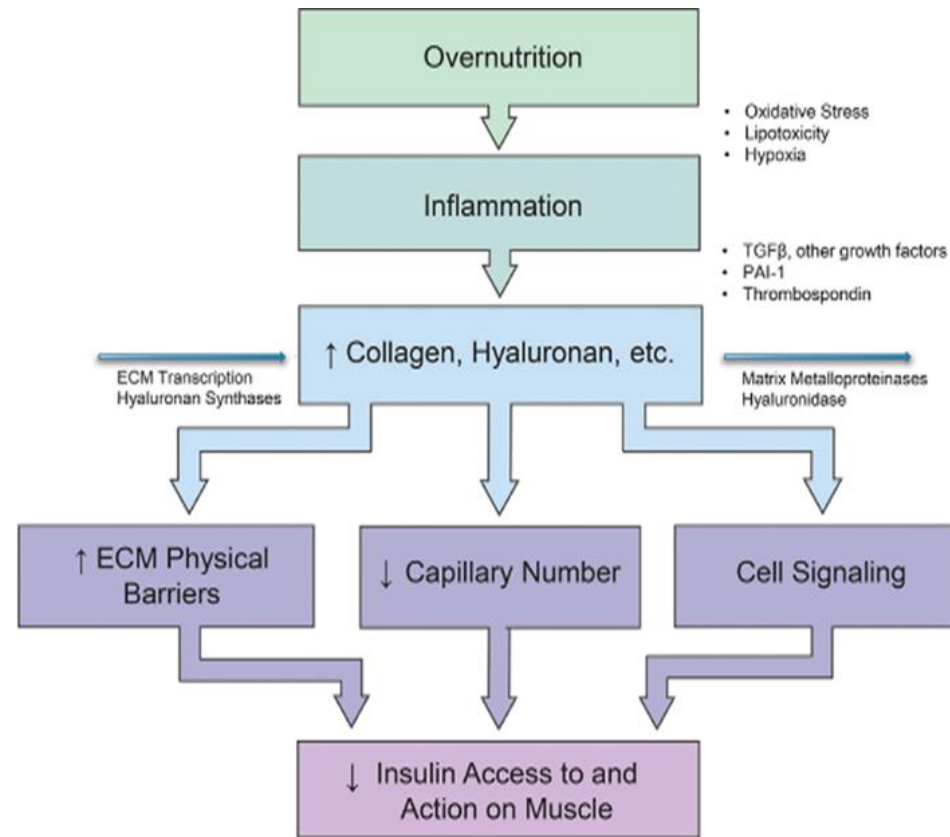 Overnutrition
• Oxidative Stress
• Lipotoxicity
• Hypoxia
Inflammation
• TGFβ, other growth factors
• PAI-1
• Thrombospondin
↑ Collagen, Hyaluronan, etc.
ECM Transcription
Hyaluronan Synthases
Matrix Metalloproteinases
Hyaluronidase
↑ ECM Physical
Barriers
↓ Capillary Number
Cell Signaling
↓ Insulin Access to and
Action on Muscle